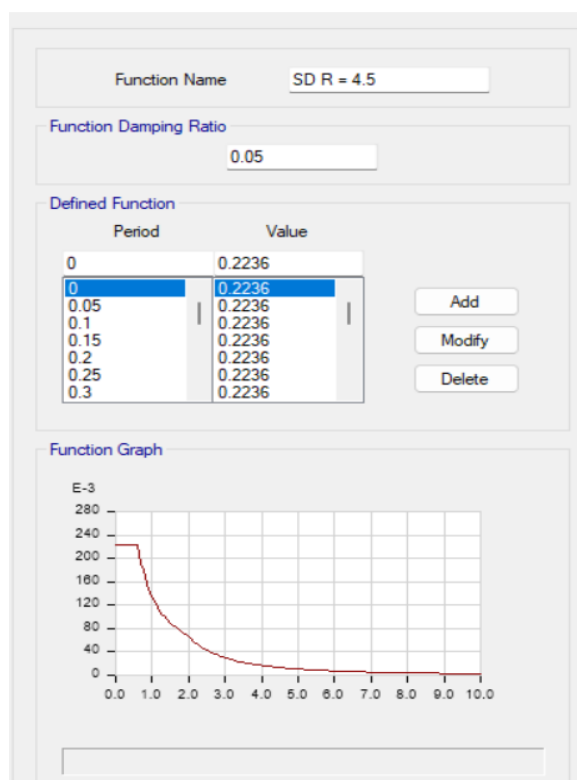 Function Name SD R = 4.5
Function Damping Ratio
0.05
Defined Function
Period Value
0 0.2236
0 0.2236
0.05 0.2236
0.1 0.2236
0.15 0.2236
0.2 0.2236
0.25 0.2236
0.3 0.2236
Add
Modify
Delete
Function Graph
E-3
280
240
200
160
120
80
40
0
0.0 1.0 2.0 3.0 4.0 5.0 6.0 7.0 8.0 9.0 10.0